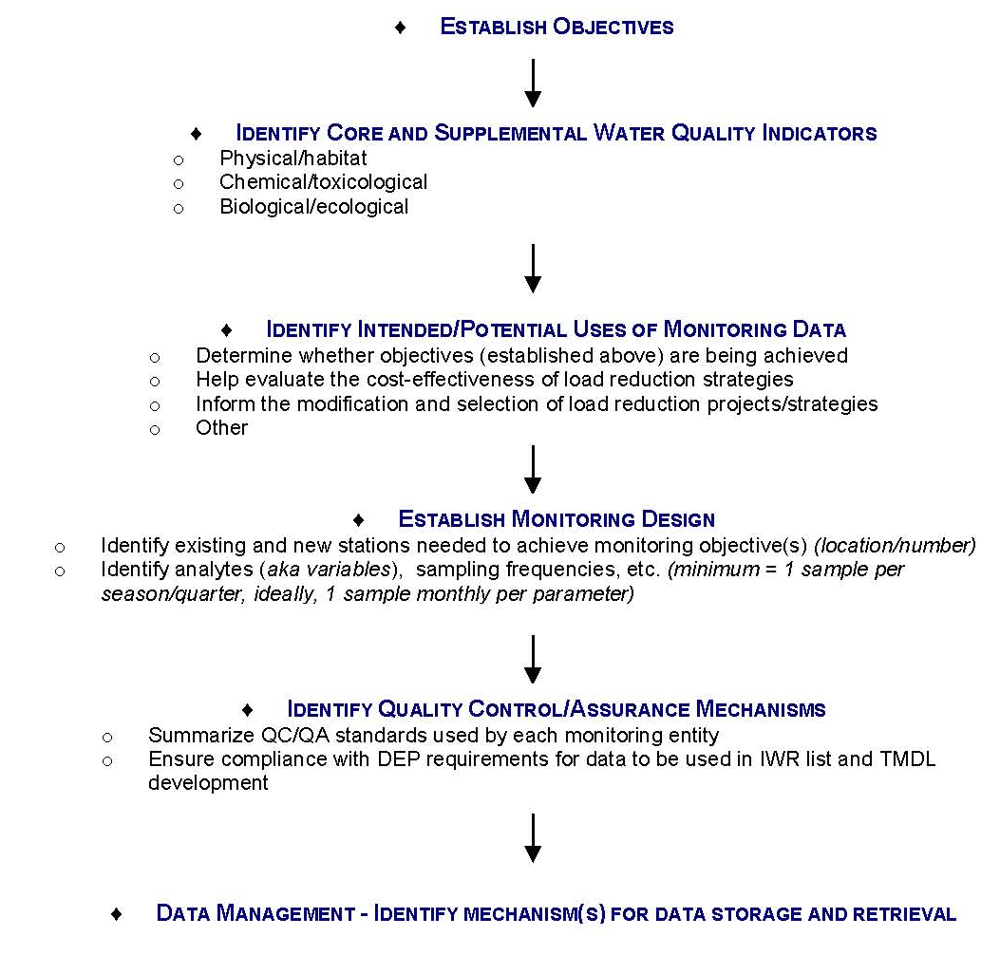 ♦ ESTABLISH OBJECTIVES
♦ IDENTIFY CORE AND SUPPLEMENTAL WATER QUALITY INDICATORS
o Physical/habitat
o Chemical/toxicological
o Biological/ecological
♦ IDENTIFY INTENDED/POTENTIAL USES OF MONITORING DATA
o Determine whether objectives (established above) are being achieved
o Help evaluate the cost-effectiveness of load reduction strategies
o Inform the modification and selection of load reduction projects/strategies
o Other
♦ ESTABLISH MONITORING DESIGN
o Identify existing and new stations needed to achieve monitoring objective(s) (location/number)
o Identify analytes (aka variables), sampling frequencies, etc. (minimum = 1 sample per
season/quarter, ideally, 1 sample monthly per parameter)
♦ IDENTIFY QUALITY CONTROL/ASSURANCE MECHANISMS
o Summarize QC/QA standards used by each monitoring entity
o Ensure compliance with DEP requirements for data to be used in IWR list and TMDL
development
♦ DATA MANAGEMENT - IDENTIFY MECHANISM(S) FOR DATA STORAGE AND RETRIEVAL